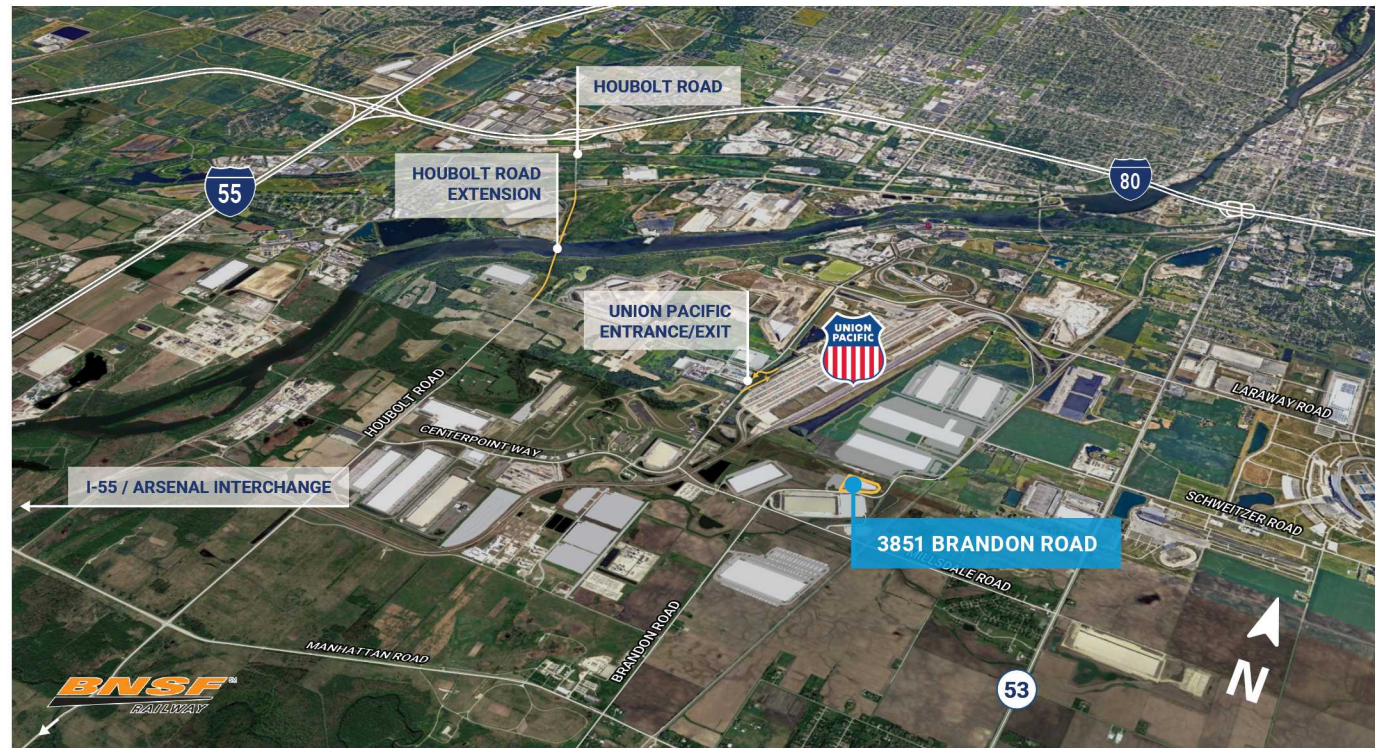 HOUBOLT ROAD
HOUBOLT ROAD
EXTENSION
55
80
UNION PACIFIC
ENTRANCE/EXIT
UNION
PACIFIC
HOUBOLT ROAD
CENTERPOINT WAY
LARAWAY ROAD
I-55 / ARSENAL INTERCHANGE
SCHWEITZER ROAD
3851 BRANDON ROAD
ROAD
BRANDON ROAD
MANHATTAN ROAD
BNSF
RAILWAY
53
N